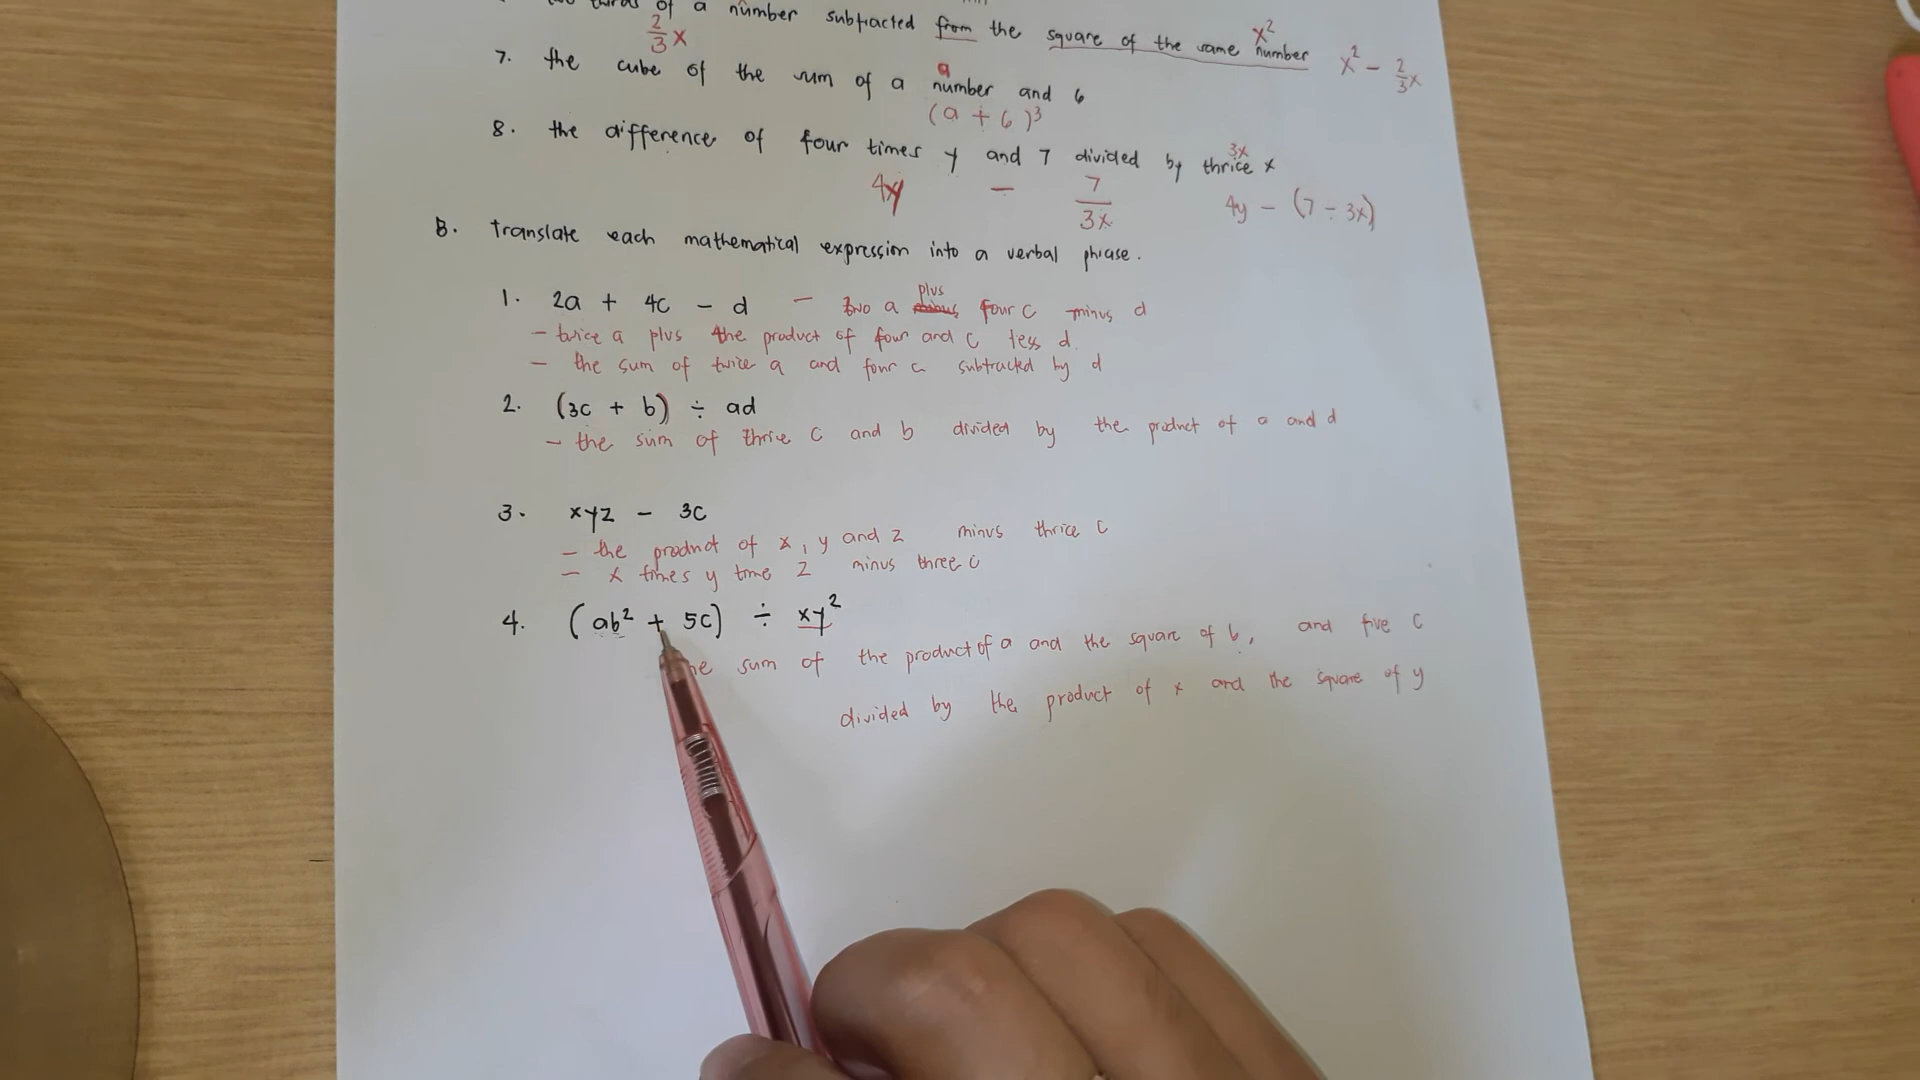 of a number subtracted from the square of the same number x² x² - 2/3 x
2/3 x
7. the cube of the sum of a number and 6
a
(a + 6)³
8. the difference of four times y and 7 divided by thrice x
3x
4y - 7/3x 4y - (7 ÷ 3x)
B. Translate each mathematical expression into a verbal phrase.
1. 2a + 4c - d - two a plus four c minus d
- twice a plus the product of four and c less d
- the sum of twice a and four c subtracted by d
2. (3c + b) ÷ ad
- the sum of thrice c and b divided by the product of a and d
3. xyz - 3c
- the product of x, y and z minus thrice c
- x times y time z minus three c
4. (ab² + 5c) ÷ xy²
sum of the product of a and the square of b, and five c
divided by the product of x and the square of y